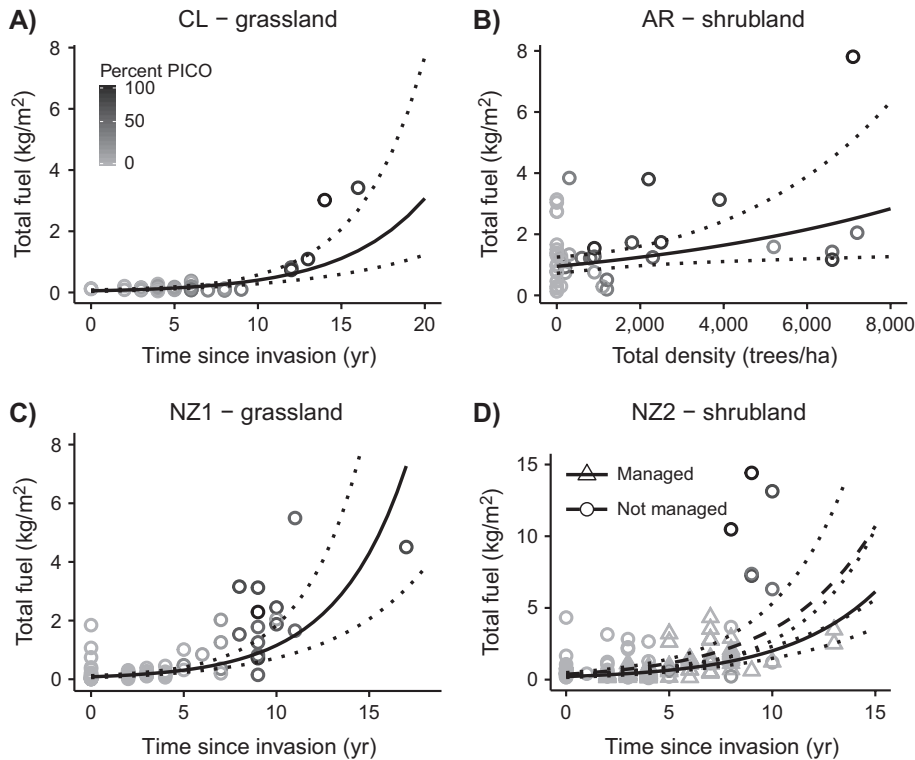 A) CL − grassland
Total fuel (kg/m²)
8
6
4
2
0
Percent PICO
100
50
0
0 5 10 15 20
Time since invasion (yr)
B) AR − shrubland
Total fuel (kg/m²)
8
6
4
2
0
0 2,000 4,000 6,000 8,000
Total density (trees/ha)
C) NZ1 − grassland
Total fuel (kg/m²)
8
6
4
2
0
0 5 10 15
Time since invasion (yr)
D) NZ2 − shrubland
Total fuel (kg/m²)
15
10
5
0
Managed
Not managed
0 5 10 15
Time since invasion (yr)